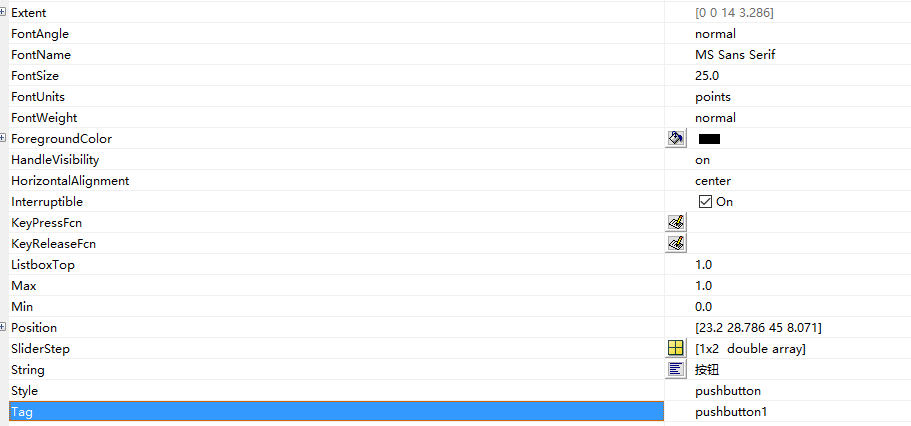 Extent [0 0 14 3.286]
FontAngle normal
FontName MS Sans Serif
FontSize 25.0
FontUnits points
FontWeight normal
ForegroundColor
HandleVisibility on
HorizontalAlignment center
Interruptible On
KeyPressFcn
KeyReleaseFcn
ListboxTop 1.0
Max 1.0
Min 0.0
Position [23.2 28.786 45 8.071]
SliderStep [1x2 double array]
String 按钮
Style pushbutton
Tag pushbutton1